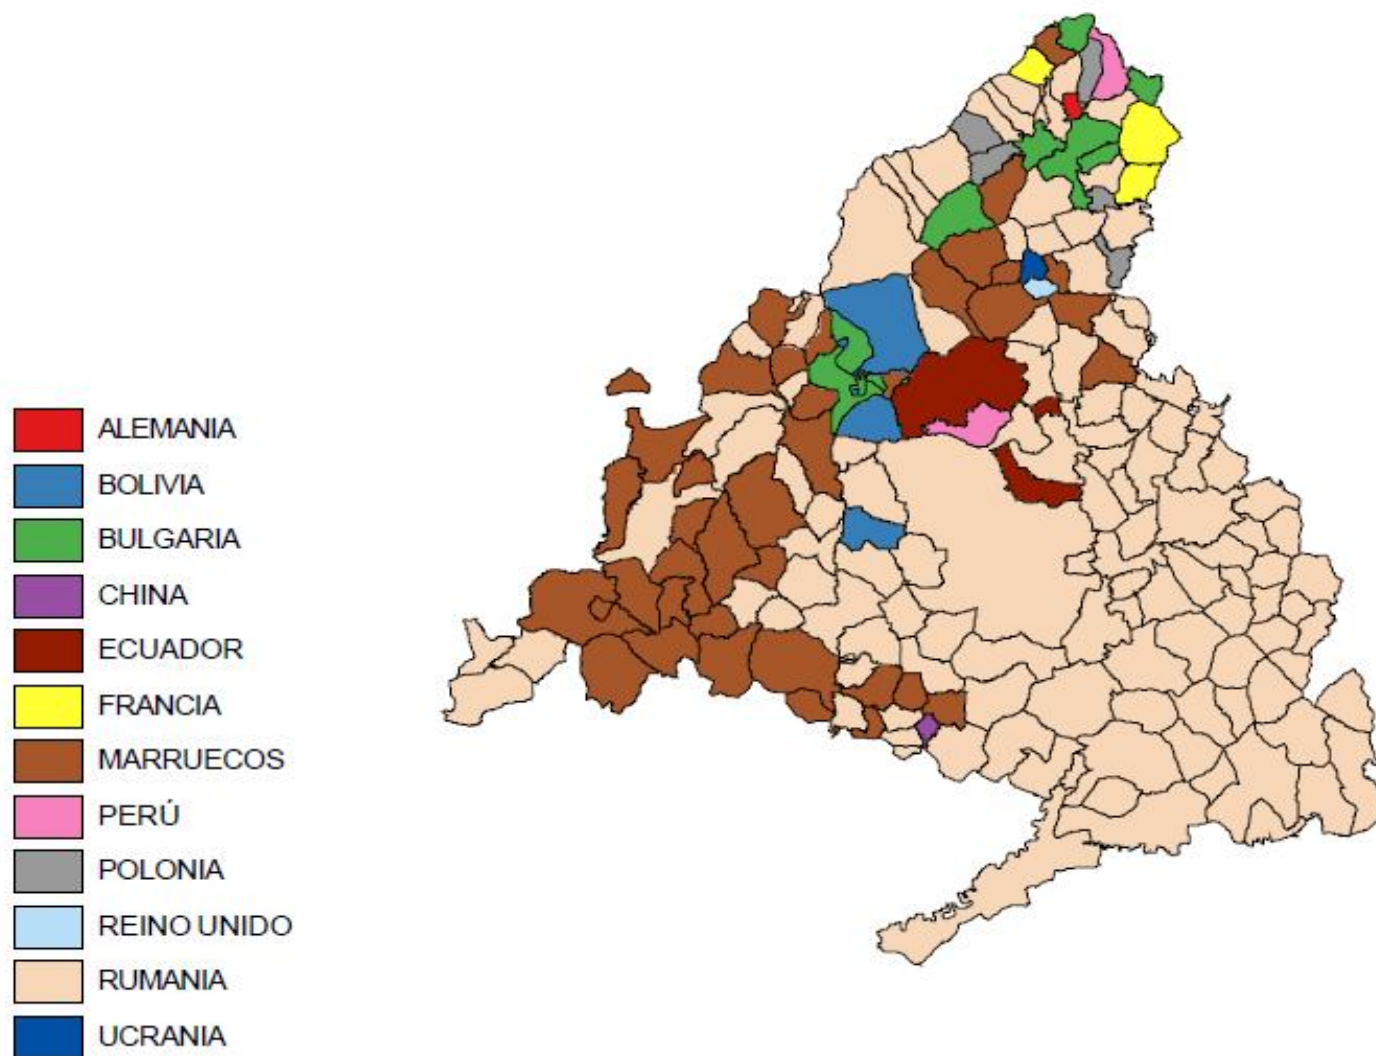 ALEMANIA
BOLIVIA
BULGARIA
CHINA
ECUADOR
FRANCIA
MARRUECOS
PERÚ
POLONIA
REINO UNIDO
RUMANIA
UCRANIA